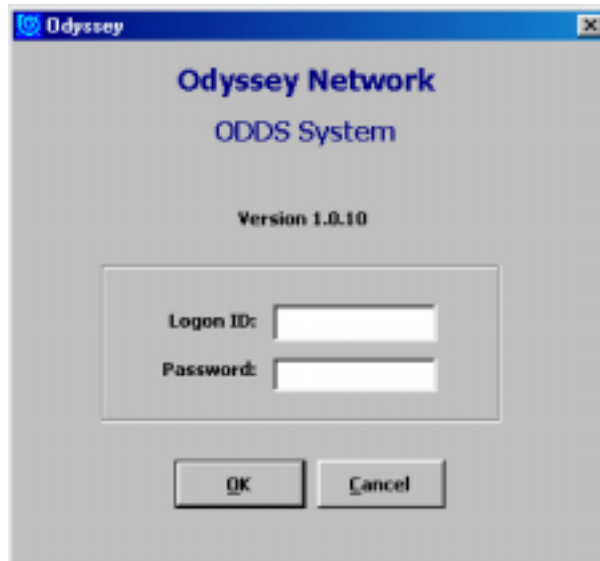 Odyssey
Odyssey Network
ODDS System
Version 1.0.10
Logon ID:
Password:
OK Cancel